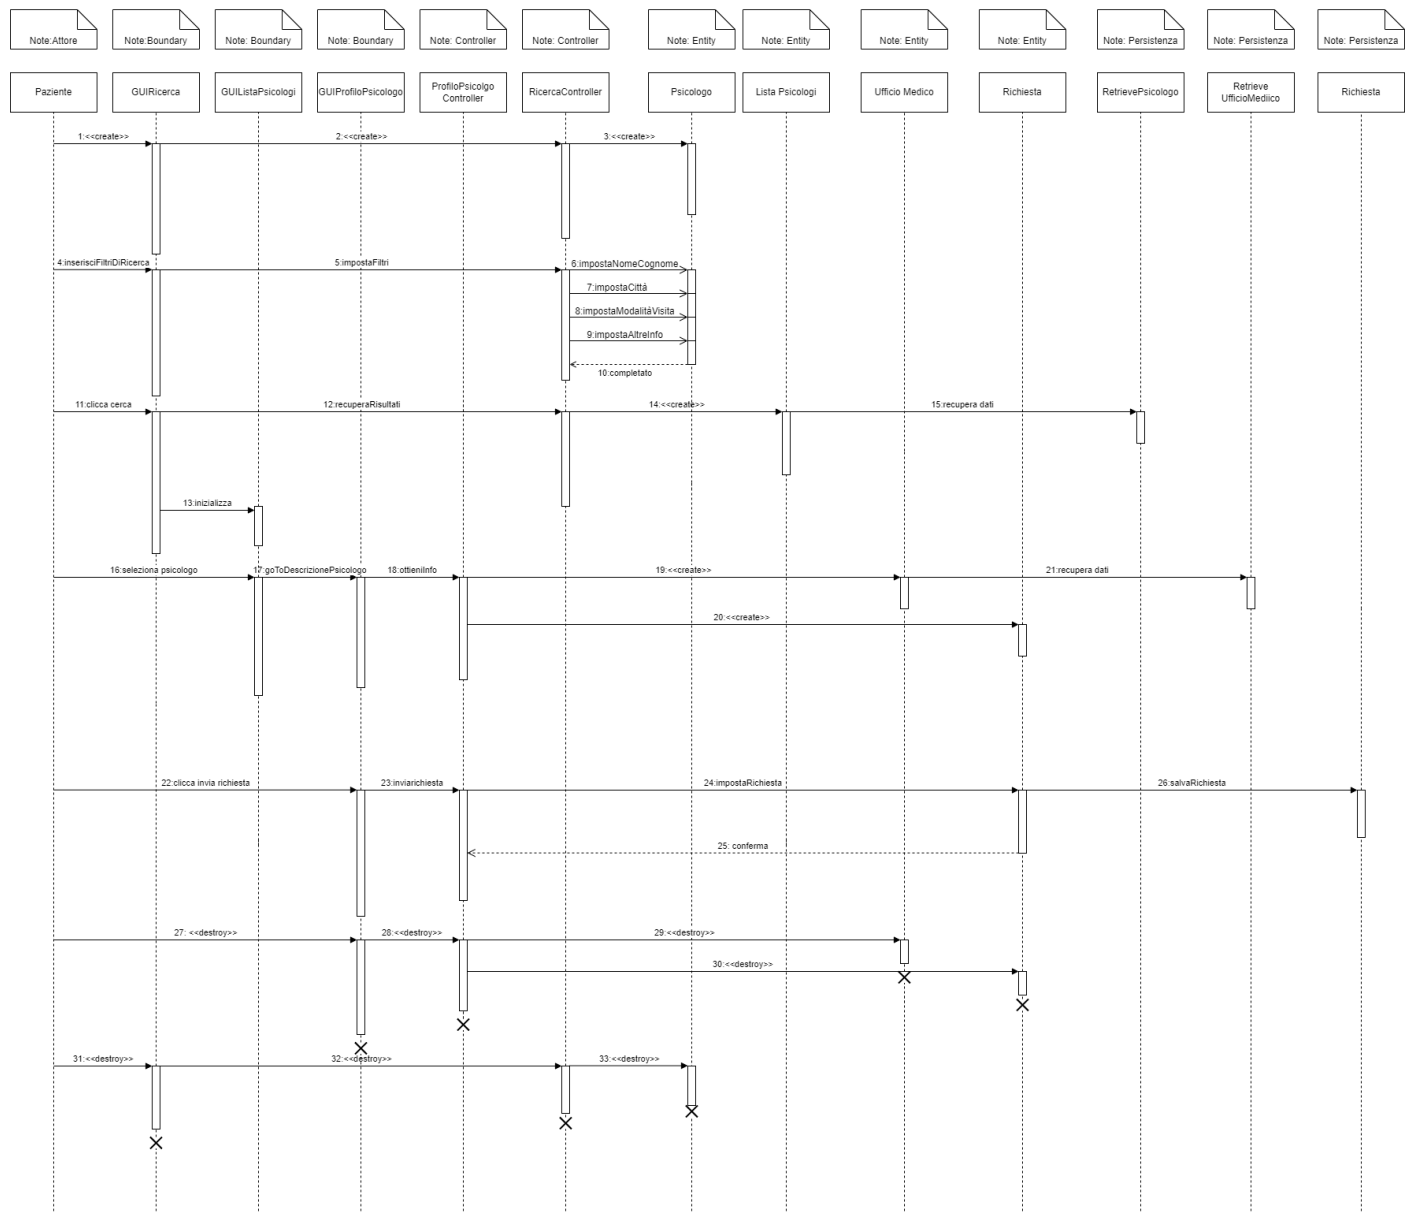 Note:Attore
Note:Boundary
Note: Boundary
Note: Boundary
Note: Controller
Note: Controller
Note: Entity
Note: Entity
Note: Entity
Note: Entity
Note: Persistenza
Note: Persistenza
Note: Persistenza
Paziente
GUIRicerca
GUIListaPsicologi
GUIProfiloPsicologo
ProfiloPsicolgo
Controller
RicercaController
Psicologo
Lista Psicologi
Ufficio Medico
Richiesta
RetrievePsicologo
Retrieve
UfficioMediico
Richiesta
1:<<create>>
2:<<create>>
3:<<create>>
4:inserisciFiltriDiRicerca
5:impostaFiltri
6:impostaNomeCognome
7:impostaCittà
8:impostaModalitàVisita
9:impostaAltreInfo
10:completato
11:clicca cerca
12:recuperaRisultati
14:<<create>>
15:recupera dati
13:inizializza
16:seleziona psicologo
17:goToDescrizionePsicologo
18:ottieniInfo
19:<<create>>
21:recupera dati
20:<<create>>
22:clicca invia richiesta
23:inviarichiesta
24:impostaRichiesta
26:salvaRichiesta
25: conferma
27: <<destroy>>
28:<<destroy>>
29:<<destroy>>
30:<<destroy>>
31:<<destroy>>
32:<<destroy>>
33:<<destroy>>